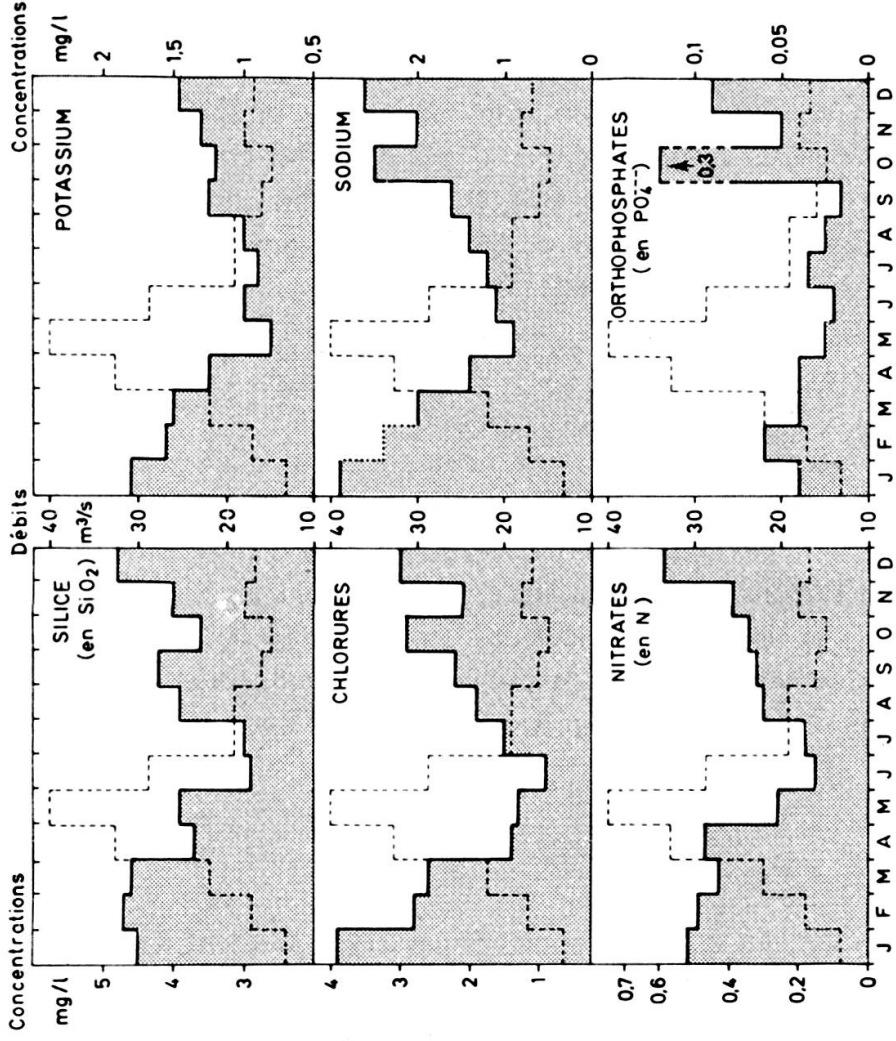 Concentrations Débits Concentrations
mg/l m³/s mg/l
SILICE
(en SiO₂)
5
4
3
40
30
20
10
POTASSIUM
2
1,5
1
0,5
CHLORURES
4
3
2
1
40
30
20
10
SODIUM
2
1
0
NITRATES
(en N)
0,7
0,6
0,4
0,2
40
30
20
10
ORTHOPHOSPHATES
(en PO₄---)
0,3
0,1
0,05
0
J F M A M J J A S O N D
J F M A M J J A S O N D